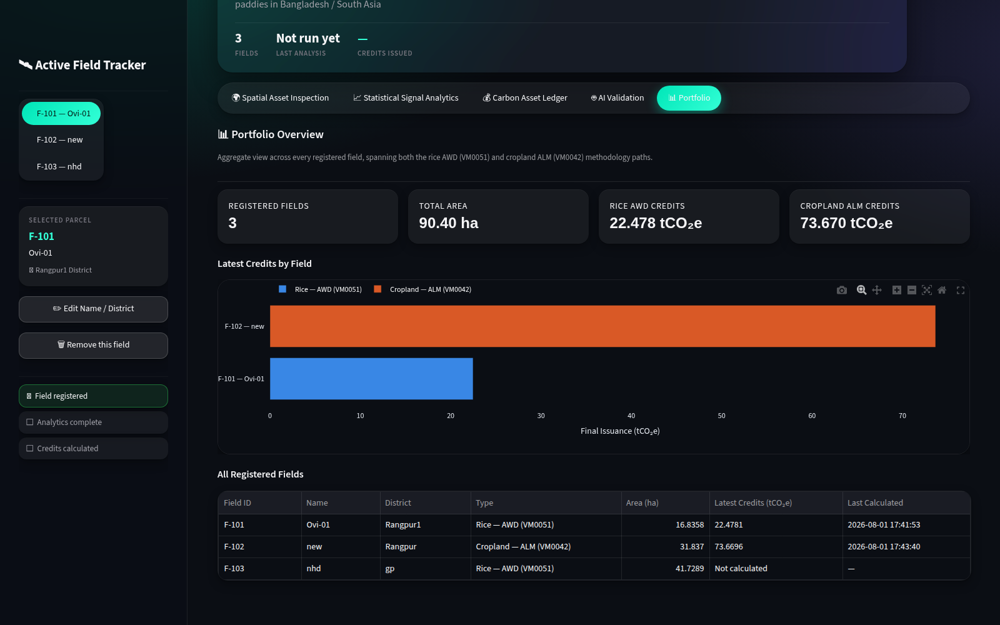 paddies in Bangladesh / South Asia
3
FIELDS
Not run yet
LAST ANALYSIS
—
CREDITS ISSUED
Active Field Tracker
F-101 — Ovi-01
F-102 — new
F-103 — nhd
SELECTED PARCEL
F-101
Ovi-01
Rangpur1 District
Edit Name / District
Remove this field
Field registered
Analytics complete
Credits calculated
Spatial Asset Inspection
Statistical Signal Analytics
Carbon Asset Ledger
AI Validation
Portfolio
Portfolio Overview
Aggregate view across every registered field, spanning both the rice AWD (VM0051) and cropland ALM (VM0042) methodology paths.
REGISTERED FIELDS
3
TOTAL AREA
90.40 ha
RICE AWD CREDITS
22.478 tCO₂e
CROPLAND ALM CREDITS
73.670 tCO₂e
Latest Credits by Field
Rice — AWD (VM0051) Cropland — ALM (VM0042)
F-102 — new
F-101 — Ovi-01
0 10 20 30 40 50 60 70
Final Issuance (tCO₂e)
All Registered Fields
Field ID Name District Type Area (ha) Latest Credits (tCO₂e) Last Calculated
F-101 Ovi-01 Rangpur1 Rice — AWD (VM0051) 16.8358 22.4781 2026-08-01 17:41:53
F-102 new Rangpur Cropland — ALM (VM0042) 31.837 73.6696 2026-08-01 17:43:40
F-103 nhd gp Rice — AWD (VM0051) 41.7289 Not calculated —